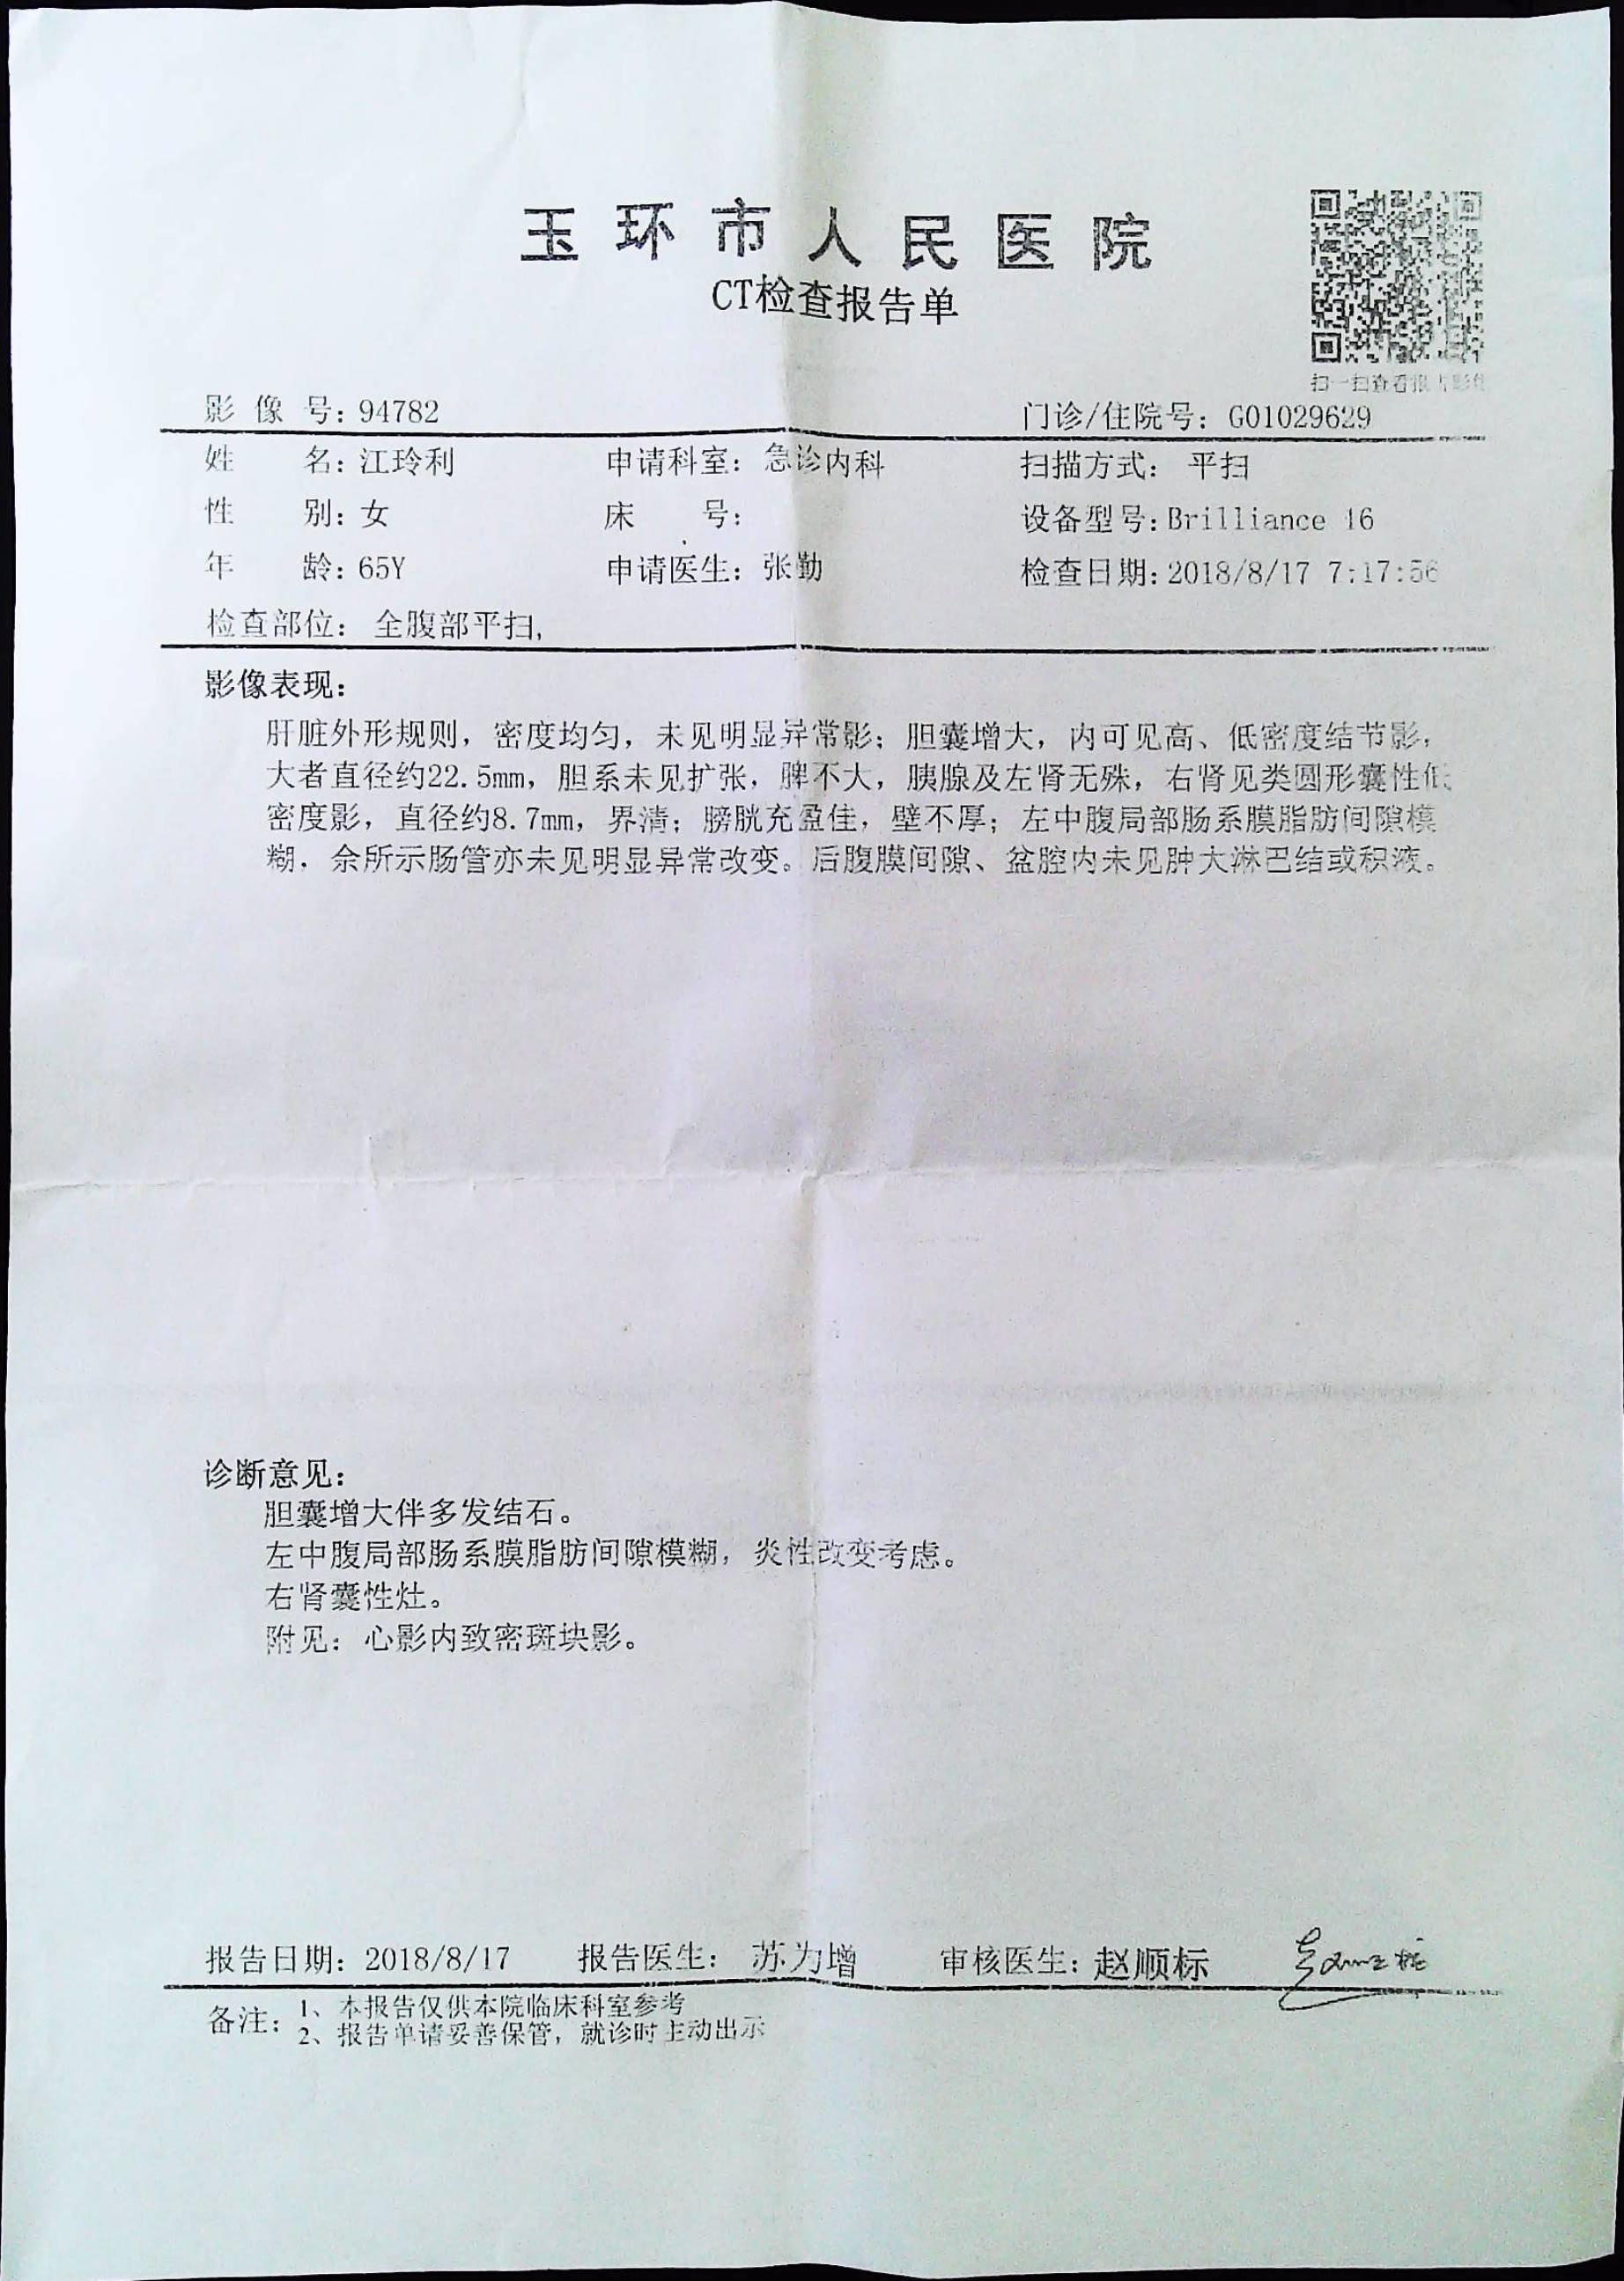 玉环市人民医院
CT检查报告单
扫一扫查看报告影像
影像号：94782 门诊/住院号：G01029629
姓名：江玲利 申请科室：急诊内科 扫描方式：平扫
性别：女 床号： 设备型号：Brilliance 16
年龄：65Y 申请医生：张勤 检查日期：2018/8/17 7:17:56
检查部位：全腹部平扫,
影像表现：
肝脏外形规则，密度均匀，未见明显异常影；胆囊增大，内可见高、低密度结节影，
大者直径约22.5mm，胆系未见扩张，脾不大，胰腺及左肾无殊，右肾见类圆形囊性低
密度影，直径约8.7mm，界清；膀胱充盈佳，壁不厚；左中腹局部肠系膜脂肪间隙模
糊．余所示肠管亦未见明显异常改变。后腹膜间隙、盆腔内未见肿大淋巴结或积液。
诊断意见：
胆囊增大伴多发结石。
左中腹局部肠系膜脂肪间隙模糊，炎性改变考虑。
右肾囊性灶。
附见：心影内致密斑块影。
报告日期：2018/8/17 报告医生：苏为增 审核医生：赵顺标
备注：1、本报告仅供本院临床科室参考
2、报告单请妥善保管，就诊时主动出示